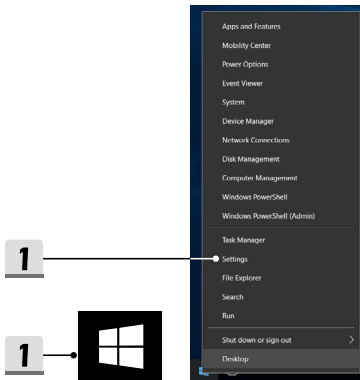 Apps and Features
Mobility Center
Power Options
Event Viewer
System
Device Manager
Network Connections
Disk Management
Computer Management
Windows PowerShell
Windows PowerShell (Admin)
Task Manager
1
Settings
File Explorer
Search
Run
Shut down or sign out
1
Desktop